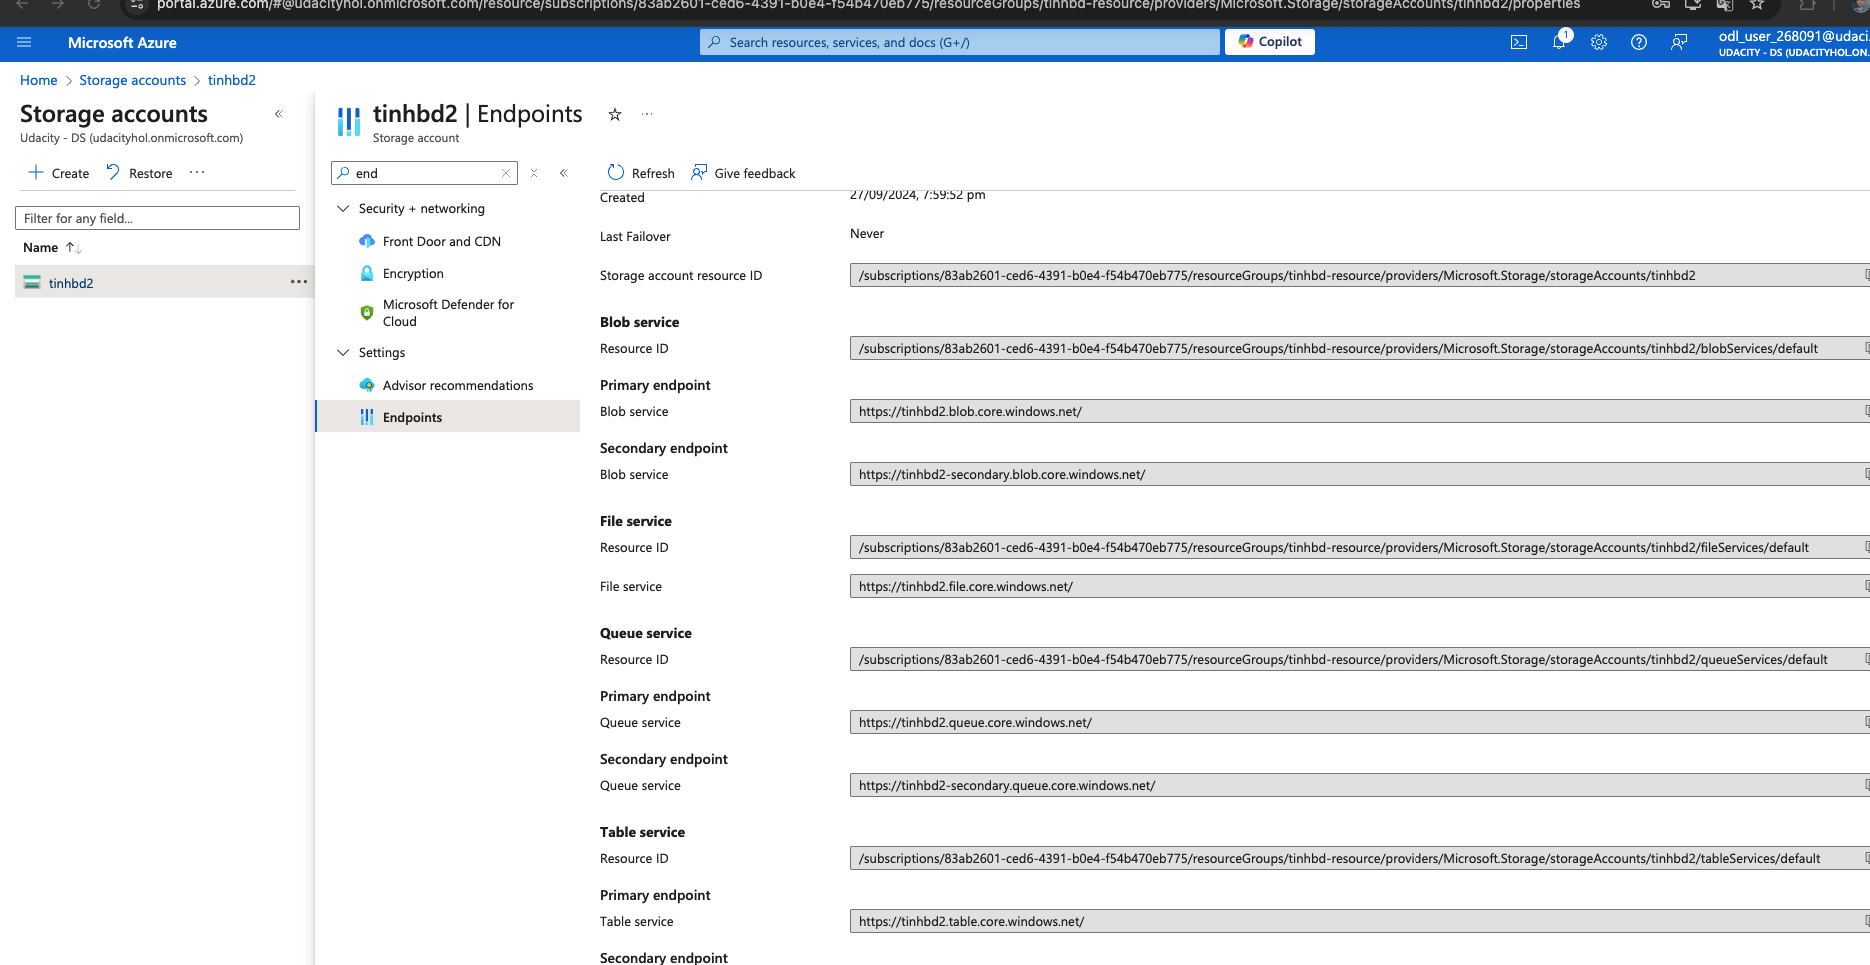 portal.azure.com/#@udacityhol.onmicrosoft.com/resource/subscriptions/83ab2601-ced6-4391-b0e4-f54b470eb775/resourceGroups/tinhbd-resource/providers/Microsoft.Storage/storageAccounts/tinhbd2/properties
Microsoft Azure
Search resources, services, and docs (G+/)
Copilot
1
odl_user_268091@udaci
UDACITY - DS (UDACITYHOL.ON
Home > Storage accounts > tinhbd2
Storage accounts
Udacity - DS (udacityhol.onmicrosoft.com)
Create
Restore
Filter for any field...
Name
tinhbd2
tinhbd2 | Endpoints
Storage account
end
Security + networking
Front Door and CDN
Encryption
Microsoft Defender for
Cloud
Settings
Advisor recommendations
Endpoints
Refresh
Give feedback
Created 27/09/2024, 7:59:52 pm
Last Failover Never
Storage account resource ID /subscriptions/83ab2601-ced6-4391-b0e4-f54b470eb775/resourceGroups/tinhbd-resource/providers/Microsoft.Storage/storageAccounts/tinhbd2
Blob service
Resource ID /subscriptions/83ab2601-ced6-4391-b0e4-f54b470eb775/resourceGroups/tinhbd-resource/providers/Microsoft.Storage/storageAccounts/tinhbd2/blobServices/default
Primary endpoint
Blob service https://tinhbd2.blob.core.windows.net/
Secondary endpoint
Blob service https://tinhbd2-secondary.blob.core.windows.net/
File service
Resource ID /subscriptions/83ab2601-ced6-4391-b0e4-f54b470eb775/resourceGroups/tinhbd-resource/providers/Microsoft.Storage/storageAccounts/tinhbd2/fileServices/default
File service https://tinhbd2.file.core.windows.net/
Queue service
Resource ID /subscriptions/83ab2601-ced6-4391-b0e4-f54b470eb775/resourceGroups/tinhbd-resource/providers/Microsoft.Storage/storageAccounts/tinhbd2/queueServices/default
Primary endpoint
Queue service https://tinhbd2.queue.core.windows.net/
Secondary endpoint
Queue service https://tinhbd2-secondary.queue.core.windows.net/
Table service
Resource ID /subscriptions/83ab2601-ced6-4391-b0e4-f54b470eb775/resourceGroups/tinhbd-resource/providers/Microsoft.Storage/storageAccounts/tinhbd2/tableServices/default
Primary endpoint
Table service https://tinhbd2.table.core.windows.net/
Secondary endpoint